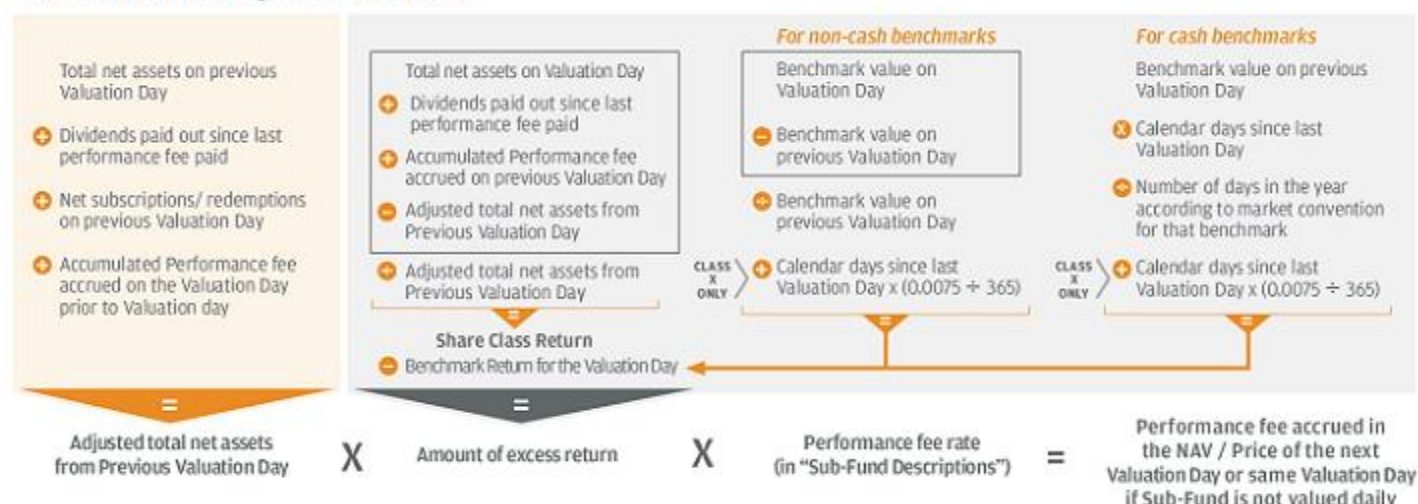 Total net assets on previous
Valuation Day
Dividends paid out since last
performance fee paid
Net subscriptions/ redemptions
on previous Valuation Day
Accumulated Performance fee
accrued on the Valuation Day
prior to Valuation day
=
Adjusted total net assets
from Previous Valuation Day
X
Total net assets on Valuation Day
+ Dividends paid out since last
performance fee paid
+ Accumulated Performance fee
accrued on previous Valuation Day
− Adjusted total net assets from
Previous Valuation Day
Adjusted total net assets from
Previous Valuation Day
=
Share Class Return
− Benchmark Return for the Valuation Day
=
Amount of excess return
X
For non-cash benchmarks
Benchmark value on
Valuation Day
− Benchmark value on
previous Valuation Day
Benchmark value on
previous Valuation Day
CLASS
X
ONLY
+ Calendar days since last
Valuation Day x (0.0075 ÷ 365)
=
Performance fee rate
(in "Sub-Fund Descriptions")
=
For cash benchmarks
Benchmark value on previous
Valuation Day
x Calendar days since last
Valuation Day
Number of days in the year
according to market convention
for that benchmark
CLASS
X
ONLY
+ Calendar days since last
Valuation Day x (0.0075 ÷ 365)
=
Performance fee accrued in
the NAV / Price of the next
Valuation Day or same Valuation Day
if Sub-Fund is not valued daily